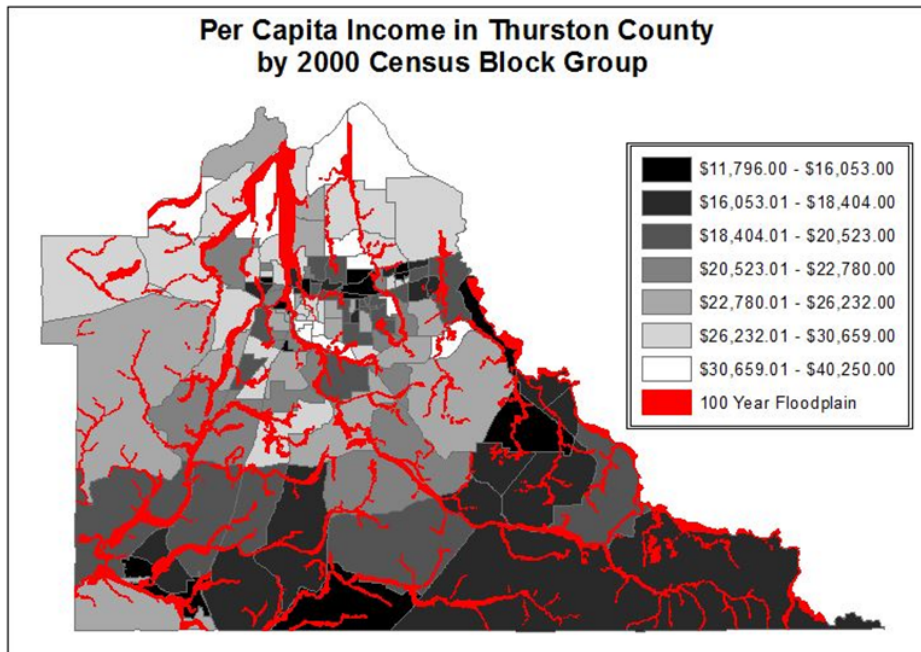 Per Capita Income in Thurston County
by 2000 Census Block Group
$11,796.00 - $16,053.00
$16,053.01 - $18,404.00
$18,404.01 - $20,523.00
$20,523.01 - $22,780.00
$22,780.01 - $26,232.00
$26,232.01 - $30,659.00
$30,659.01 - $40,250.00
100 Year Floodplain